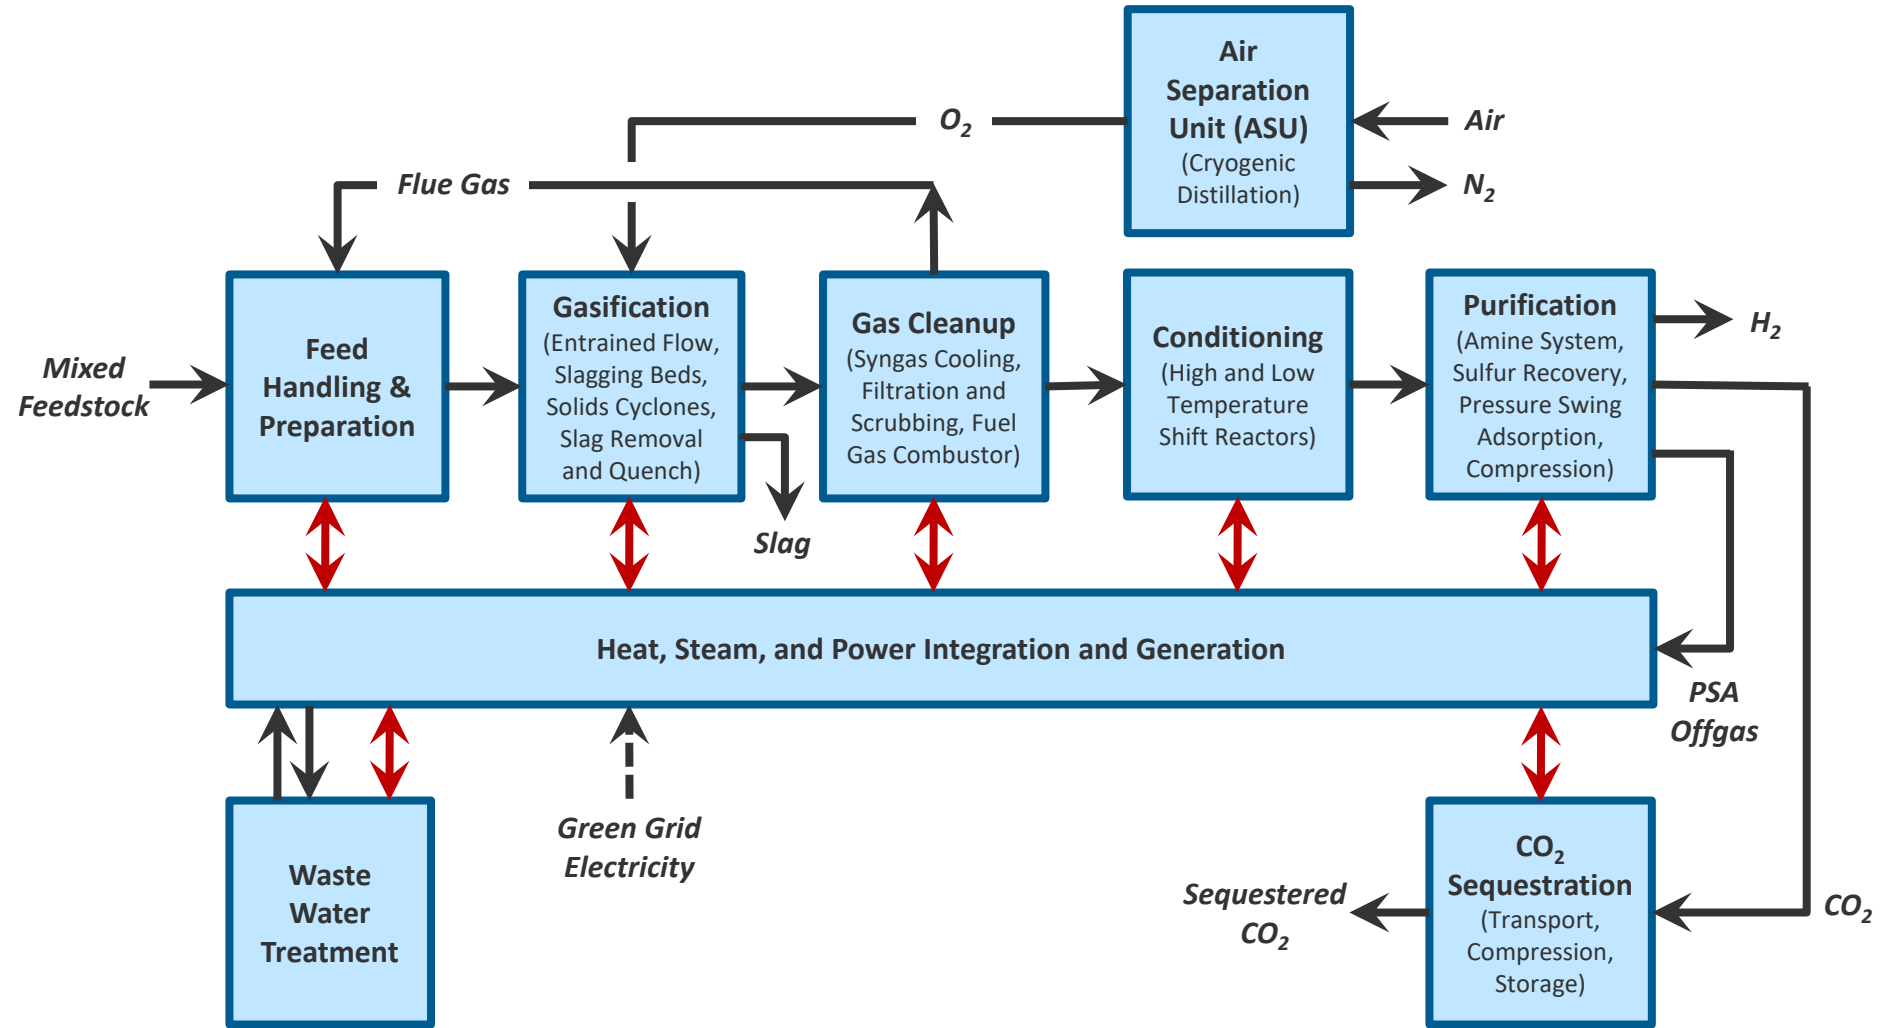 Air
Separation
Unit (ASU)
(Cryogenic
Distillation)
O₂
Air
Flue Gas
N₂
Mixed
Feedstock
Feed
Handling &
Preparation
Gasification
(Entrained Flow,
Slagging Beds,
Solids Cyclones,
Slag Removal
and Quench)
Gas Cleanup
(Syngas Cooling,
Filtration and
Scrubbing, Fuel
Gas Combustor)
Conditioning
(High and Low
Temperature
Shift Reactors)
Purification
(Amine System,
Sulfur Recovery,
Pressure Swing
Adsorption,
Compression)
H₂
Slag
Heat, Steam, and Power Integration and Generation
PSA
Offgas
Green Grid
Electricity
Waste
Water
Treatment
Sequestered
CO₂
CO₂
Sequestration
(Transport,
Compression,
Storage)
CO₂